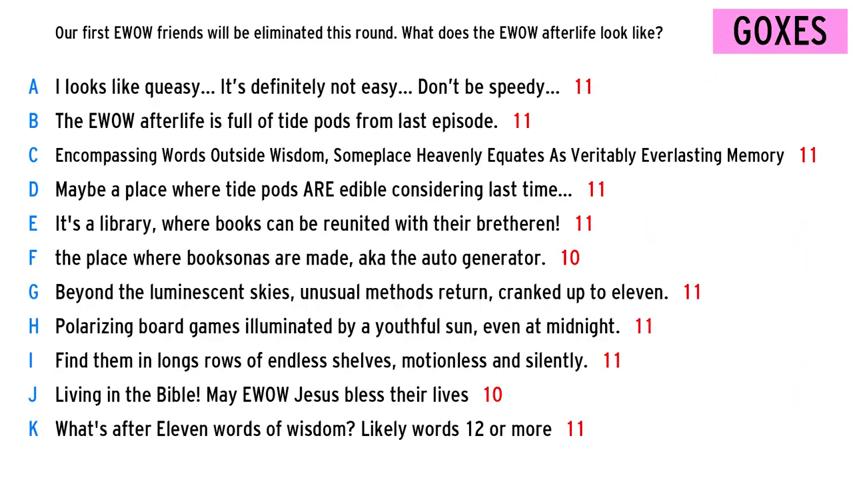 Our first EWOW friends will be eliminated this round. What does the EWOW afterlife look like?
GOXES
A I looks like queasy... It's definitely not easy... Don't be speedy... 11
B The EWOW afterlife is full of tide pods from last episode. 11
C Encompassing Words Outside Wisdom, Someplace Heavenly Equates As Veritably Everlasting Memory 11
D Maybe a place where tide pods ARE edible considering last time... 11
E It's a library, where books can be reunited with their bretheren! 11
F the place where booksonas are made, aka the auto generator. 10
G Beyond the luminescent skies, unusual methods return, cranked up to eleven. 11
H Polarizing board games illuminated by a youthful sun, even at midnight. 11
I Find them in longs rows of endless shelves, motionless and silently. 11
J Living in the Bible! May EWOW Jesus bless their lives 10
K What's after Eleven words of wisdom? Likely words 12 or more 11